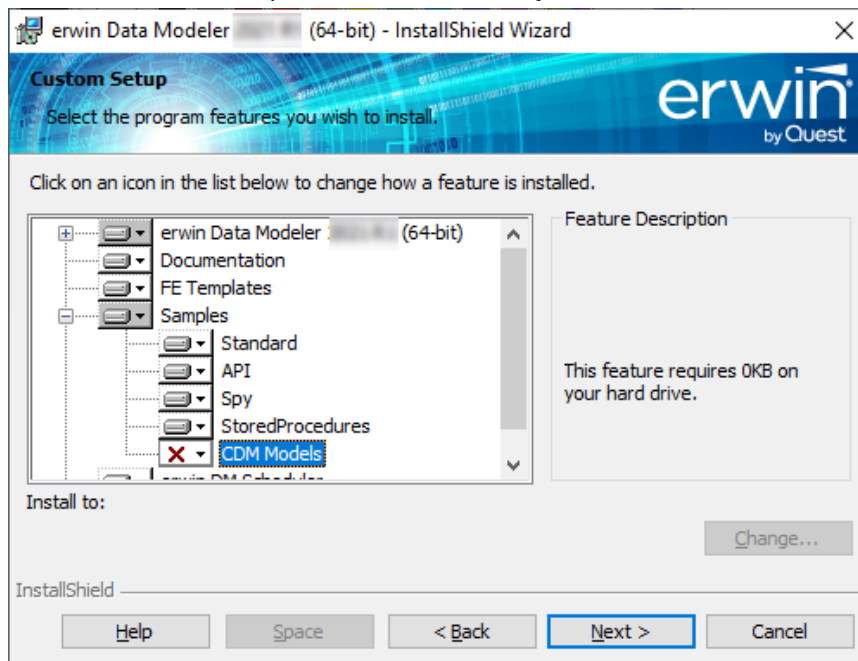 erwin Data Modeler (64-bit) - InstallShield Wizard
Custom Setup
Select the program features you wish to install.
erwin
by Quest
Click on an icon in the list below to change how a feature is installed.
erwin Data Modeler (64-bit)
Documentation
FE Templates
Samples
Standard
API
Spy
StoredProcedures
CDM Models
erwin DM Scheduler
Feature Description
This feature requires 0KB on
your hard drive.
Install to:
Change...
InstallShield
Help
Space
< Back
Next >
Cancel